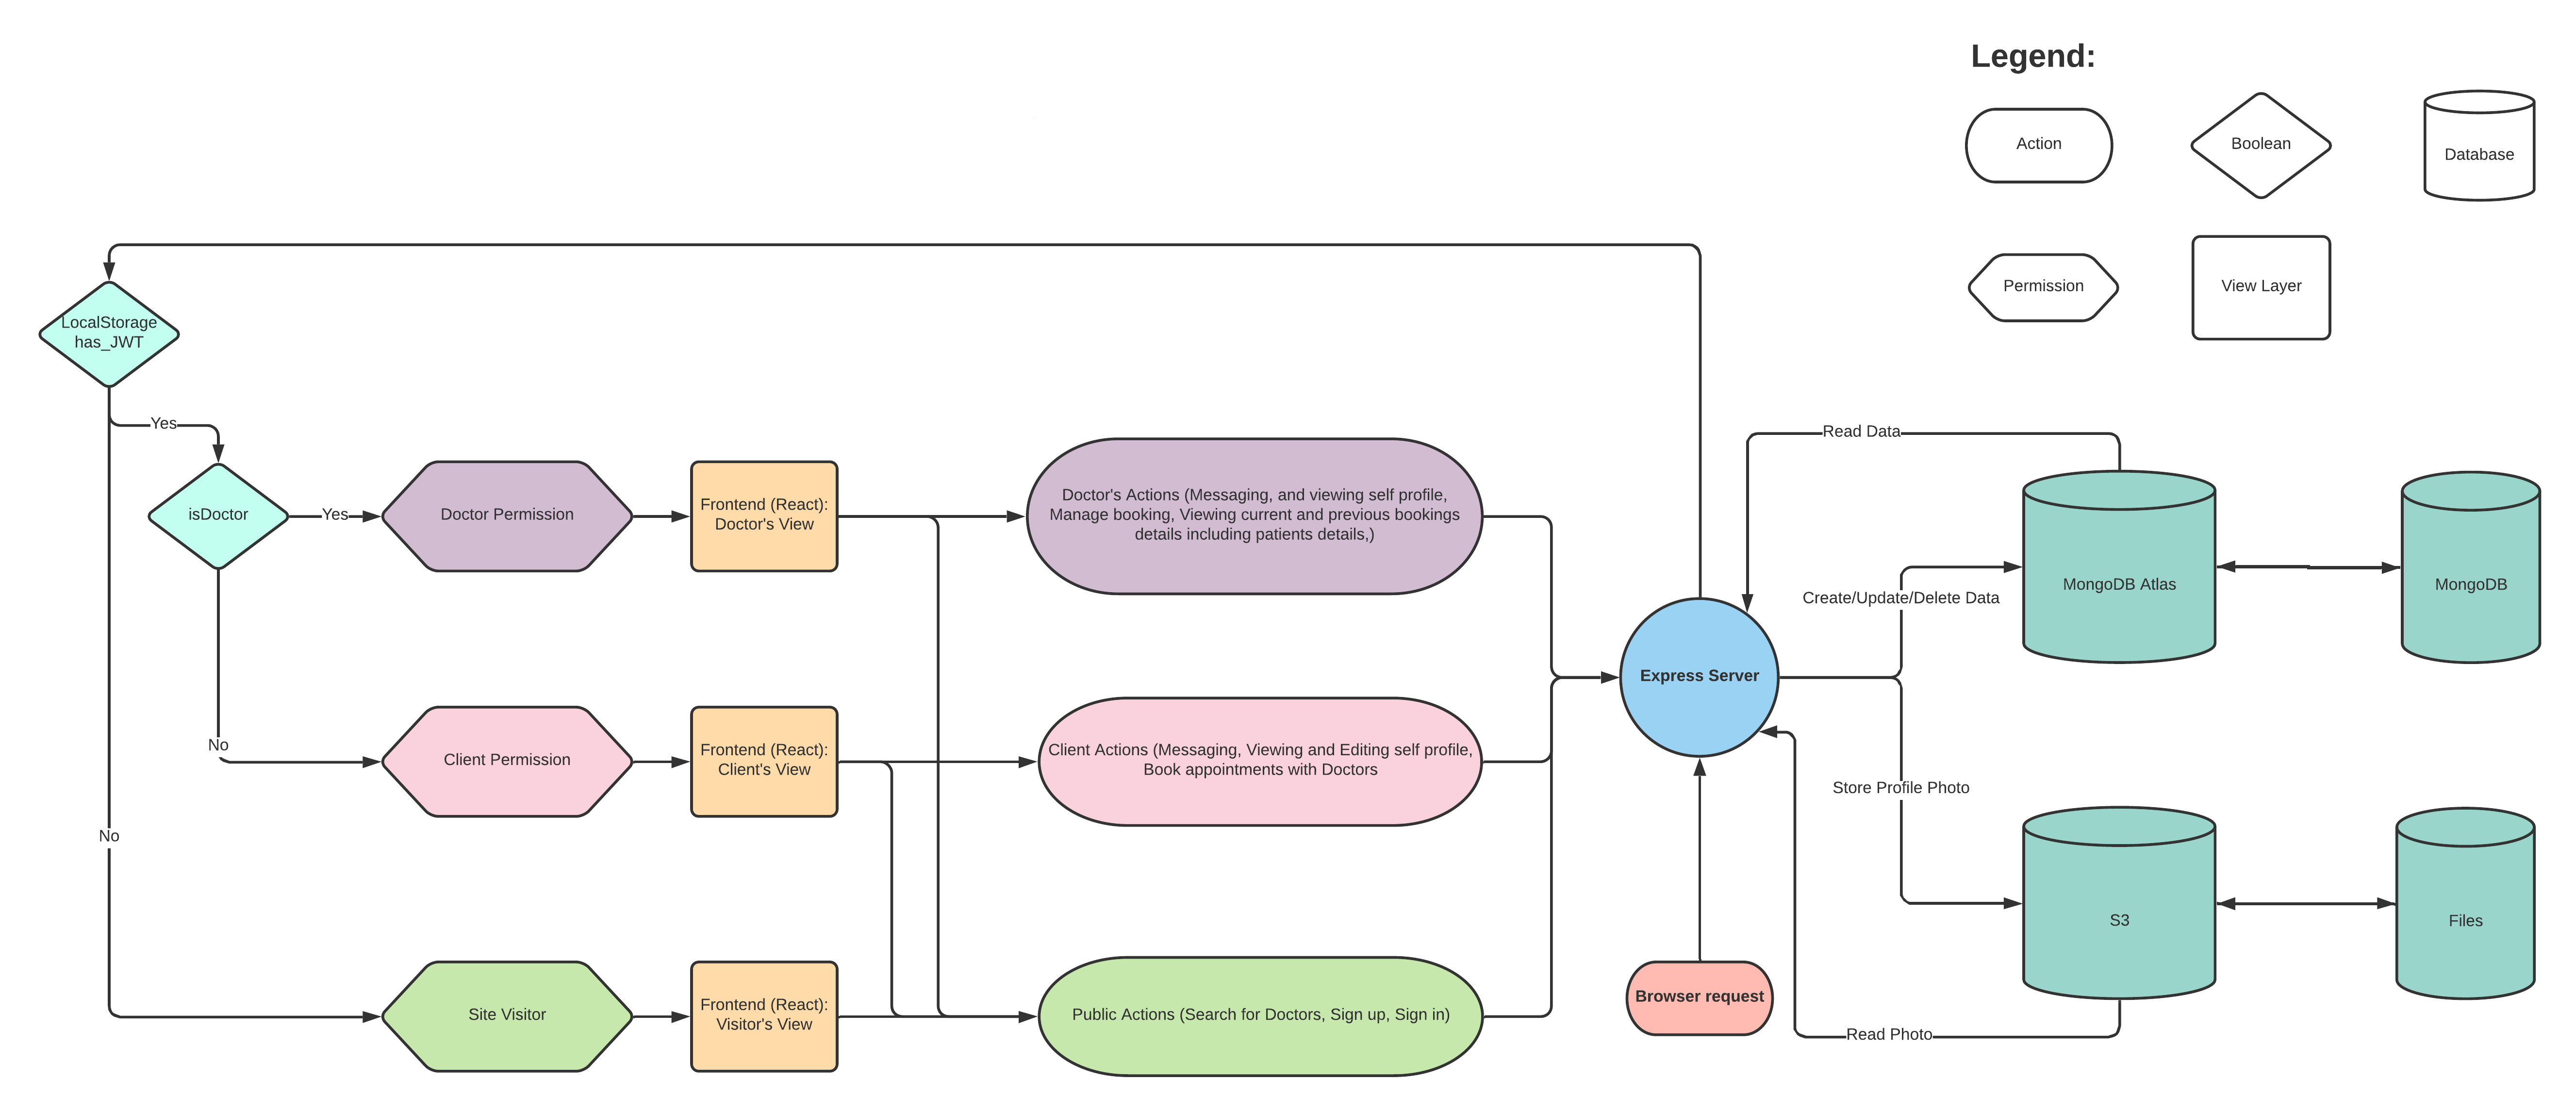 Legend:
Action
Boolean
Database
Permission
View Layer
LocalStorage
has_JWT
Yes
isDoctor
Yes
Doctor Permission
Frontend (React):
Doctor's View
Doctor's Actions (Messaging, and viewing self profile,
Manage booking, Viewing current and previous bookings
details including patients details,)
Read Data
MongoDB Atlas
MongoDB
Create/Update/Delete Data
Express Server
No
Client Permission
Frontend (React):
Client's View
Client Actions (Messaging, Viewing and Editing self profile,
Book appointments with Doctors
Store Profile Photo
No
S3
Files
Site Visitor
Frontend (React):
Visitor's View
Public Actions (Search for Doctors, Sign up, Sign in)
Browser request
Read Photo